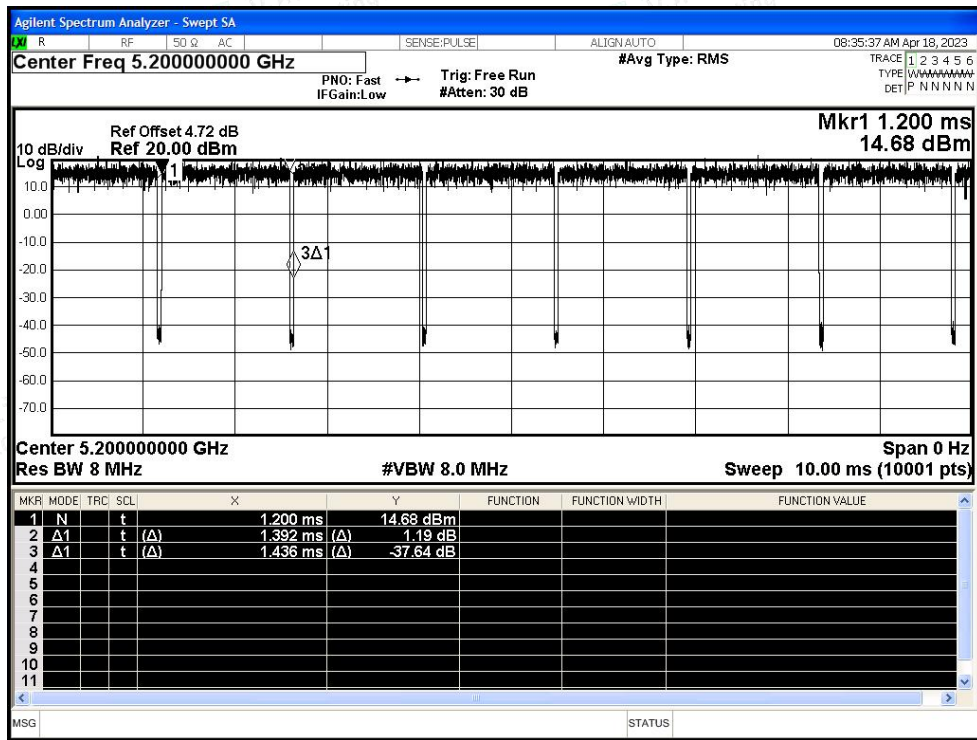 Agilent Spectrum Analyzer - Swept SA
LXI R RF 50 Ω AC SENSE:PULSE ALIGN AUTO 08:35:37 AM Apr 18, 2023
Center Freq 5.200000000 GHz
PNO: Fast
IFGain:Low
Trig: Free Run
#Atten: 30 dB
#Avg Type: RMS
TRACE 1 2 3 4 5 6
TYPE WWWWWW
DET P N N N N N
Mkr1 1.200 ms
14.68 dBm
Ref Offset 4.72 dB
10 dB/div Ref 20.00 dBm
Log
1
10.0
0.00
-10.0
3Δ1
-20.0
-30.0
-40.0
-50.0
-60.0
-70.0
Center 5.200000000 GHz Span 0 Hz
Res BW 8 MHz #VBW 8.0 MHz Sweep 10.00 ms (10001 pts)
MKR MODE TRC SCL X Y FUNCTION FUNCTION WIDTH FUNCTION VALUE
1 N t 1.200 ms 14.68 dBm
2 Δ1 t (Δ) 1.392 ms (Δ) 1.19 dB
3 Δ1 t (Δ) 1.436 ms (Δ) -37.64 dB
4
5
6
7
8
9
10
11
MSG STATUS